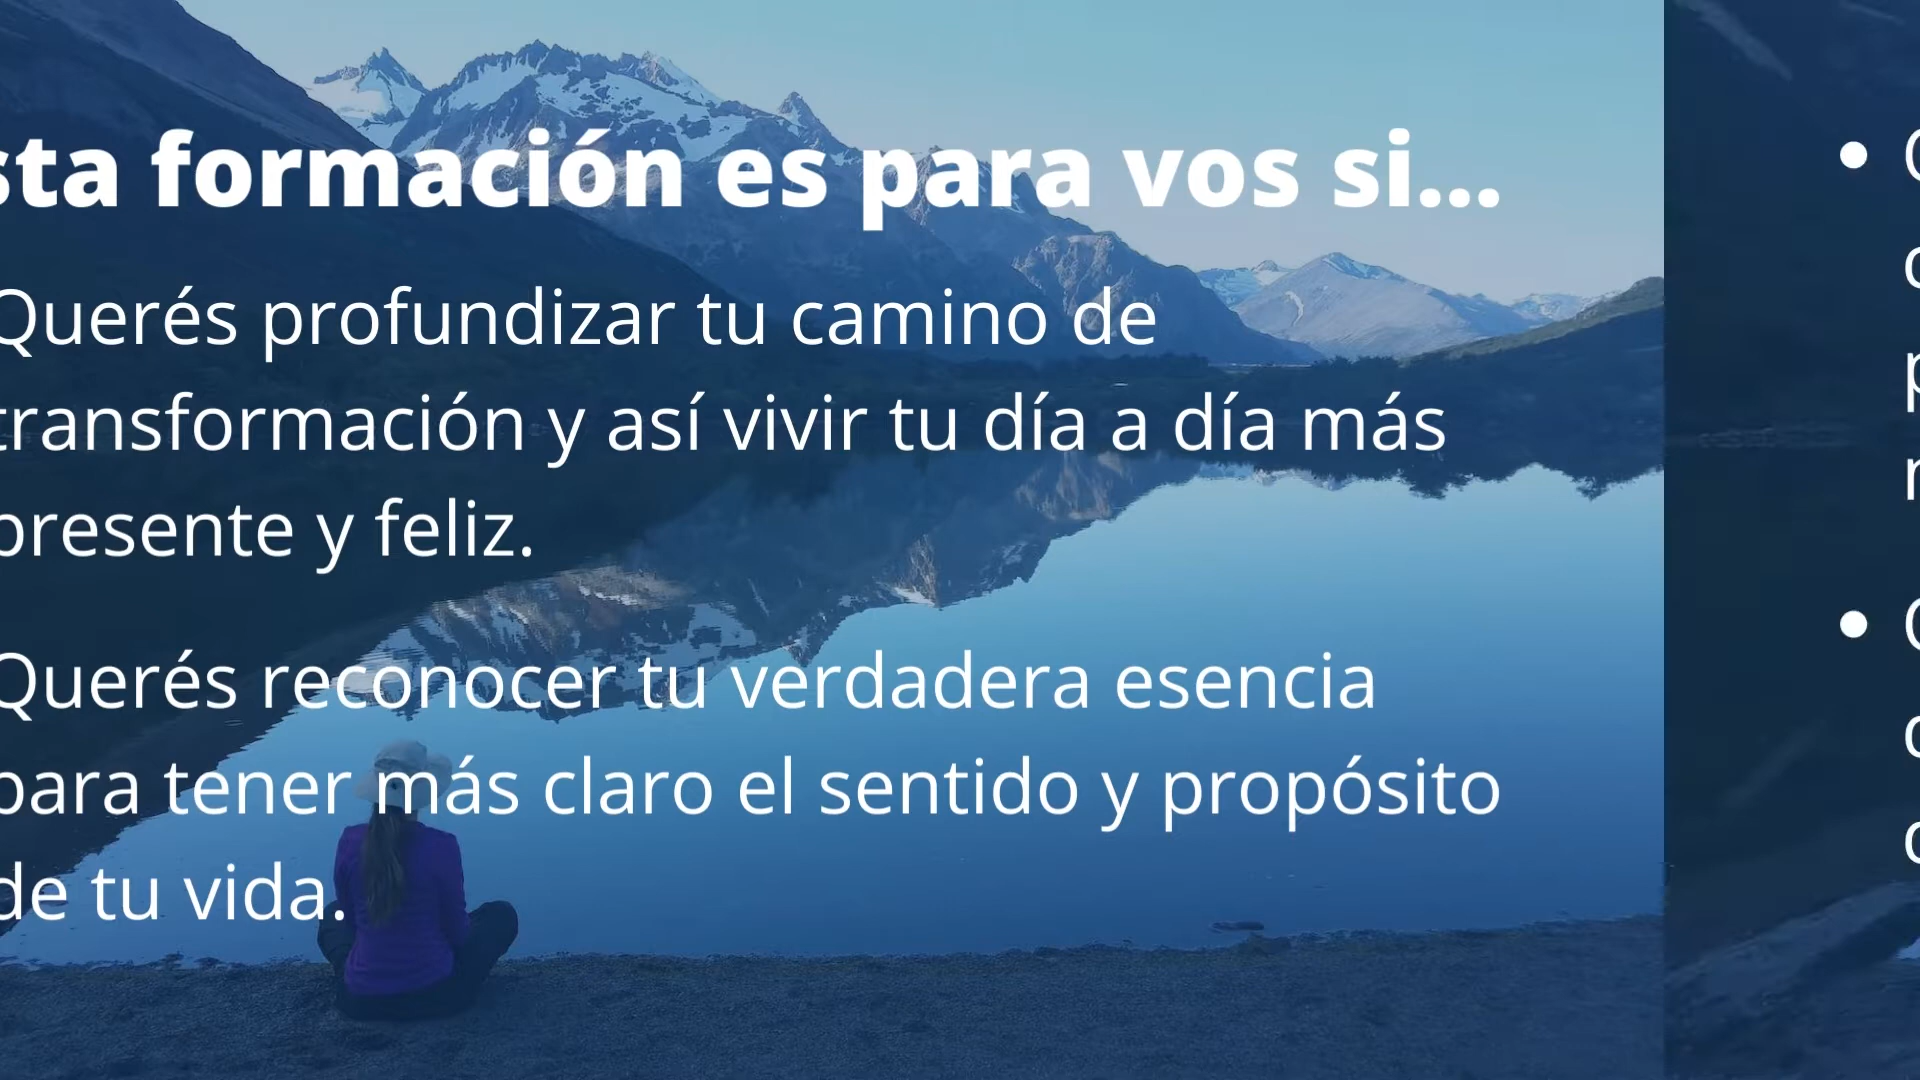 sta formación es para vos si...
Querés profundizar tu camino de
transformación y así vivir tu día a día más
presente y feliz.
Querés reconocer tu verdadera esencia
para tener más claro el sentido y propósito
de tu vida.